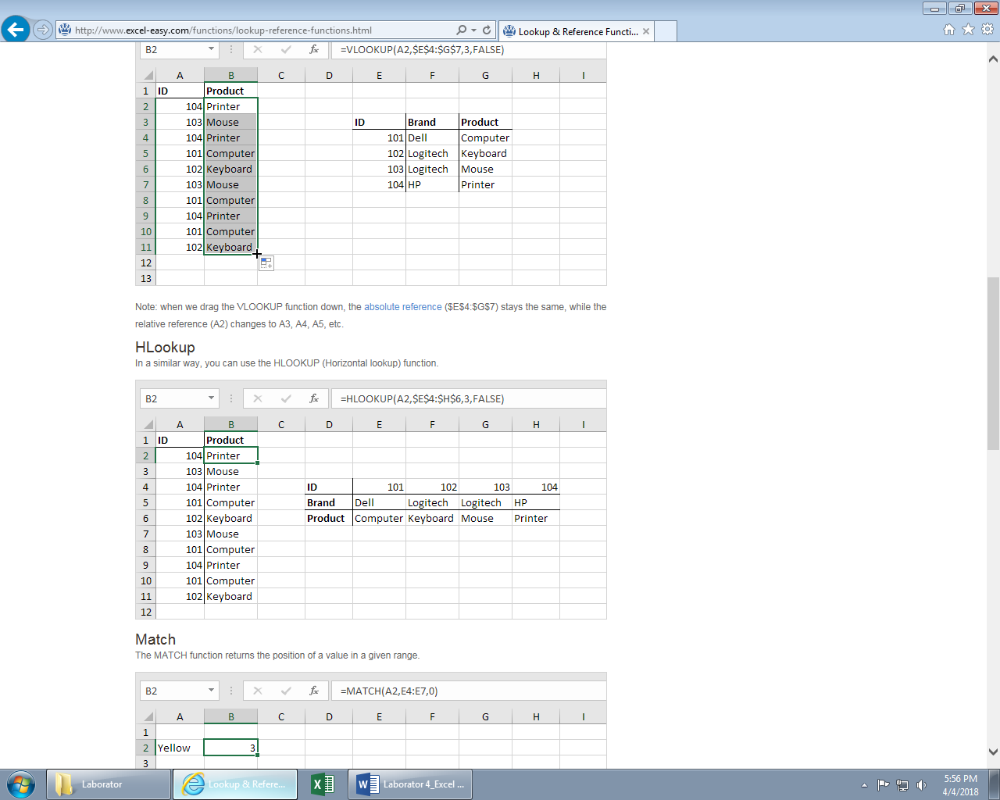 http://www.excel-easy.com/functions/lookup-reference-functions.html
Lookup & Reference Functi...
B2 fx =VLOOKUP(A2,$E$4:$G$7,3,FALSE)
A B C D E F G H I
1 ID Product
2 104 Printer
3 103 Mouse ID Brand Product
4 104 Printer 101 Dell Computer
5 101 Computer 102 Logitech Keyboard
6 102 Keyboard 103 Logitech Mouse
7 103 Mouse 104 HP Printer
8 101 Computer
9 104 Printer
10 101 Computer
11 102 Keyboard
12
13
Note: when we drag the VLOOKUP function down, the absolute reference ($E$4:$G$7) stays the same, while the
relative reference (A2) changes to A3, A4, A5, etc.
HLookup
In a similar way, you can use the HLOOKUP (Horizontal lookup) function.
B2 fx =HLOOKUP(A2,$E$4:$H$6,3,FALSE)
A B C D E F G H I
1 ID Product
2 104 Printer
3 103 Mouse
4 104 Printer ID 101 102 103 104
5 101 Computer Brand Dell Logitech Logitech HP
6 102 Keyboard Product Computer Keyboard Mouse Printer
7 103 Mouse
8 101 Computer
9 104 Printer
10 101 Computer
11 102 Keyboard
12
Match
The MATCH function returns the position of a value in a given range.
B2 fx =MATCH(A2,E4:E7,0)
A B C D E F G H I
1
2 Yellow 3
3
Laborator
Lookup & Refere...
Laborator 4_Excel ...
5:56 PM
4/4/2018